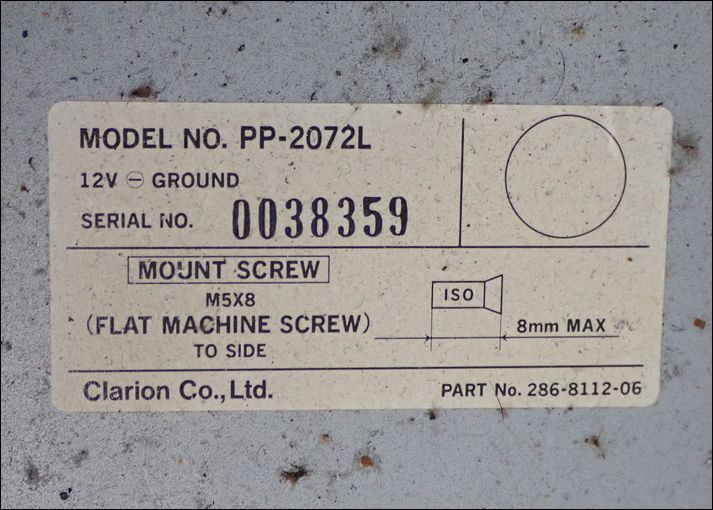 MODEL NO. PP-2072L
12V ⊖ GROUND
SERIAL NO. 0038359
MOUNT SCREW
M5X8
(FLAT MACHINE SCREW)
TO SIDE
ISO
8mm MAX
Clarion Co., Ltd.
PART No. 286-8112-06